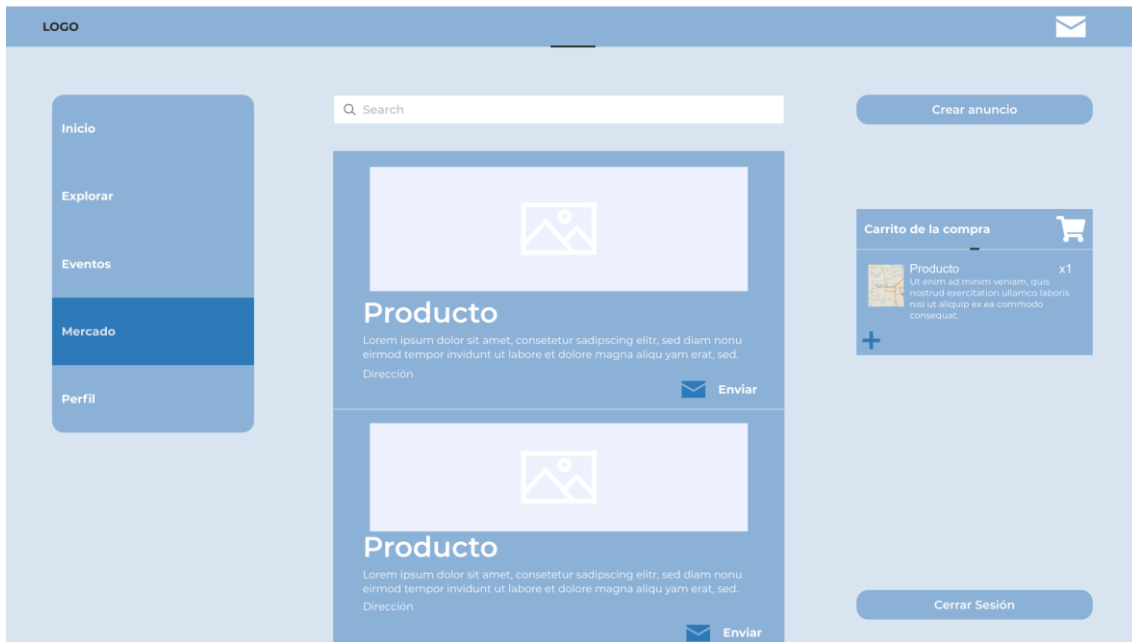 LOGO
Inicio
Explorar
Eventos
Mercado
Perfil
Search
Producto
Lorem ipsum dolor sit amet, consetetur sadipscing elitr, sed diam nonu
eirmod tempor invidunt ut labore et dolore magna aliqu yam erat, sed.
Dirección
Enviar
Producto
Lorem ipsum dolor sit amet, consetetur sadipscing elitr, sed diam nonu
eirmod tempor invidunt ut labore et dolore magna aliqu yam erat, sed.
Dirección
Enviar
Crear anuncio
Carrito de la compra
Producto x1
Ut enim ad minim veniam, quis
nostrud exercitation ullamco laboris
nisi ut aliquip ex ea commodo
consequat.
Cerrar Sesión